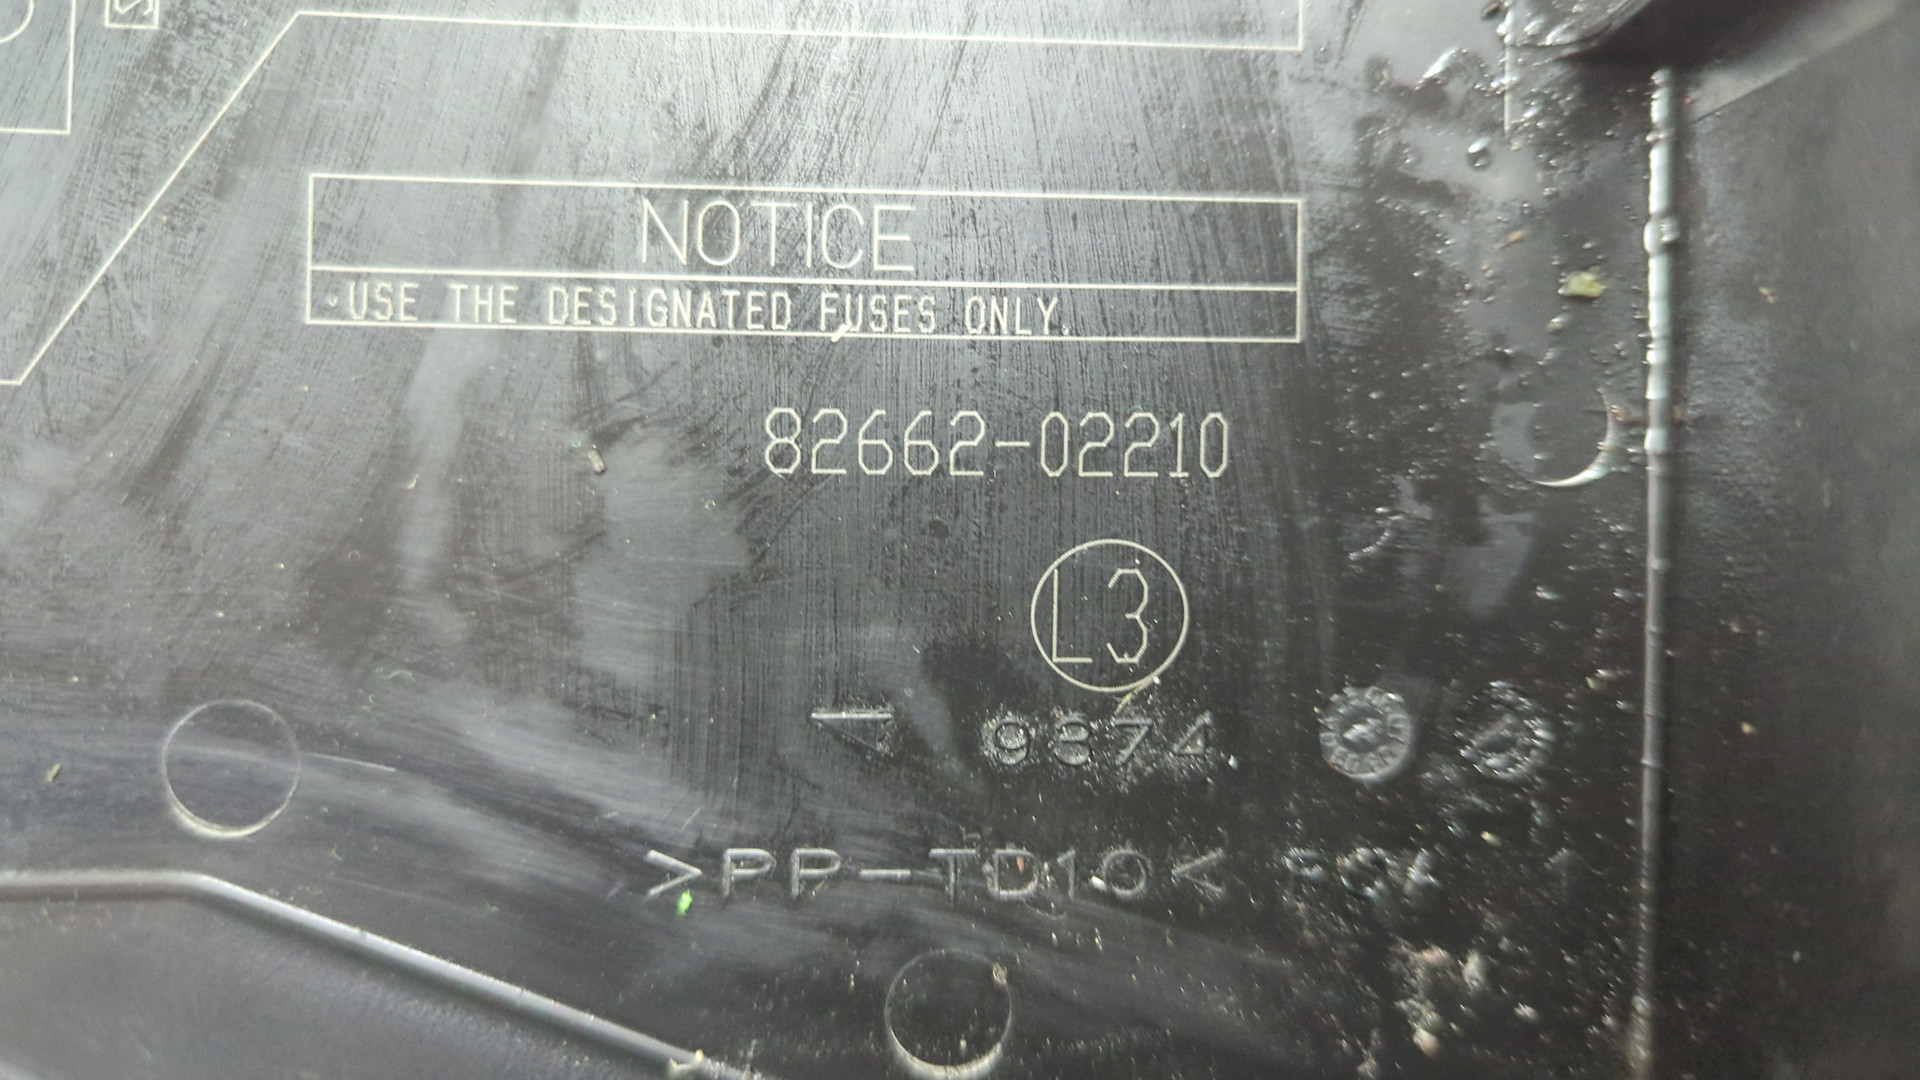 NOTICE
·USE THE DESIGNATED FUSES ONLY.
82662-02210
L3
9874
>PP-TD10<